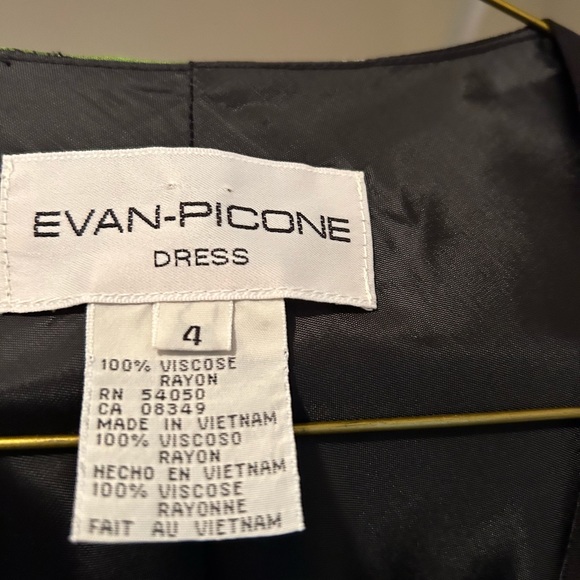 EVAN-PICONE
DRESS
4
100% VISCOSE
RAYON
RN 54050
CA 08349
MADE IN VIETNAM
100% VISCOSO
RAYON
HECHO EN VIETNAM
100% VISCOSE
RAYONNE
FAIT AU VIETNAM